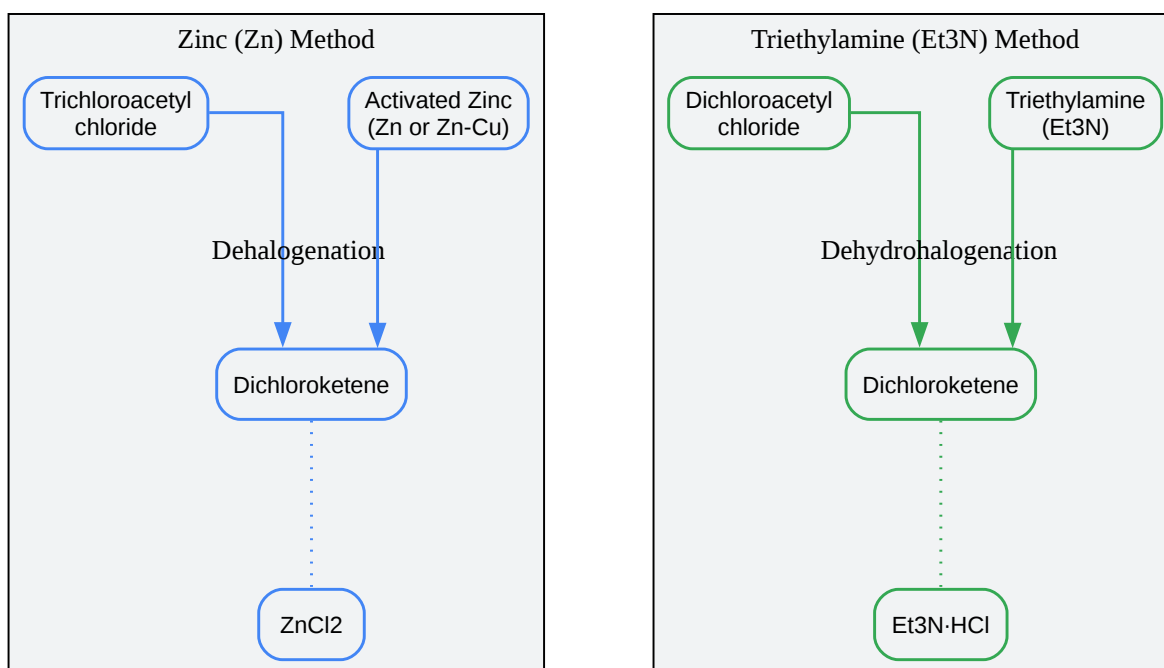 Zinc (Zn) Method
Trichloroacetyl
chloride
Activated Zinc
(Zn or Zn-Cu)
Dehalogenation
Dichloroketene
ZnCl2
Triethylamine (Et3N) Method
Dichloroacetyl
chloride
Triethylamine
(Et3N)
Dehydrohalogenation
Dichloroketene
Et3N·HCl